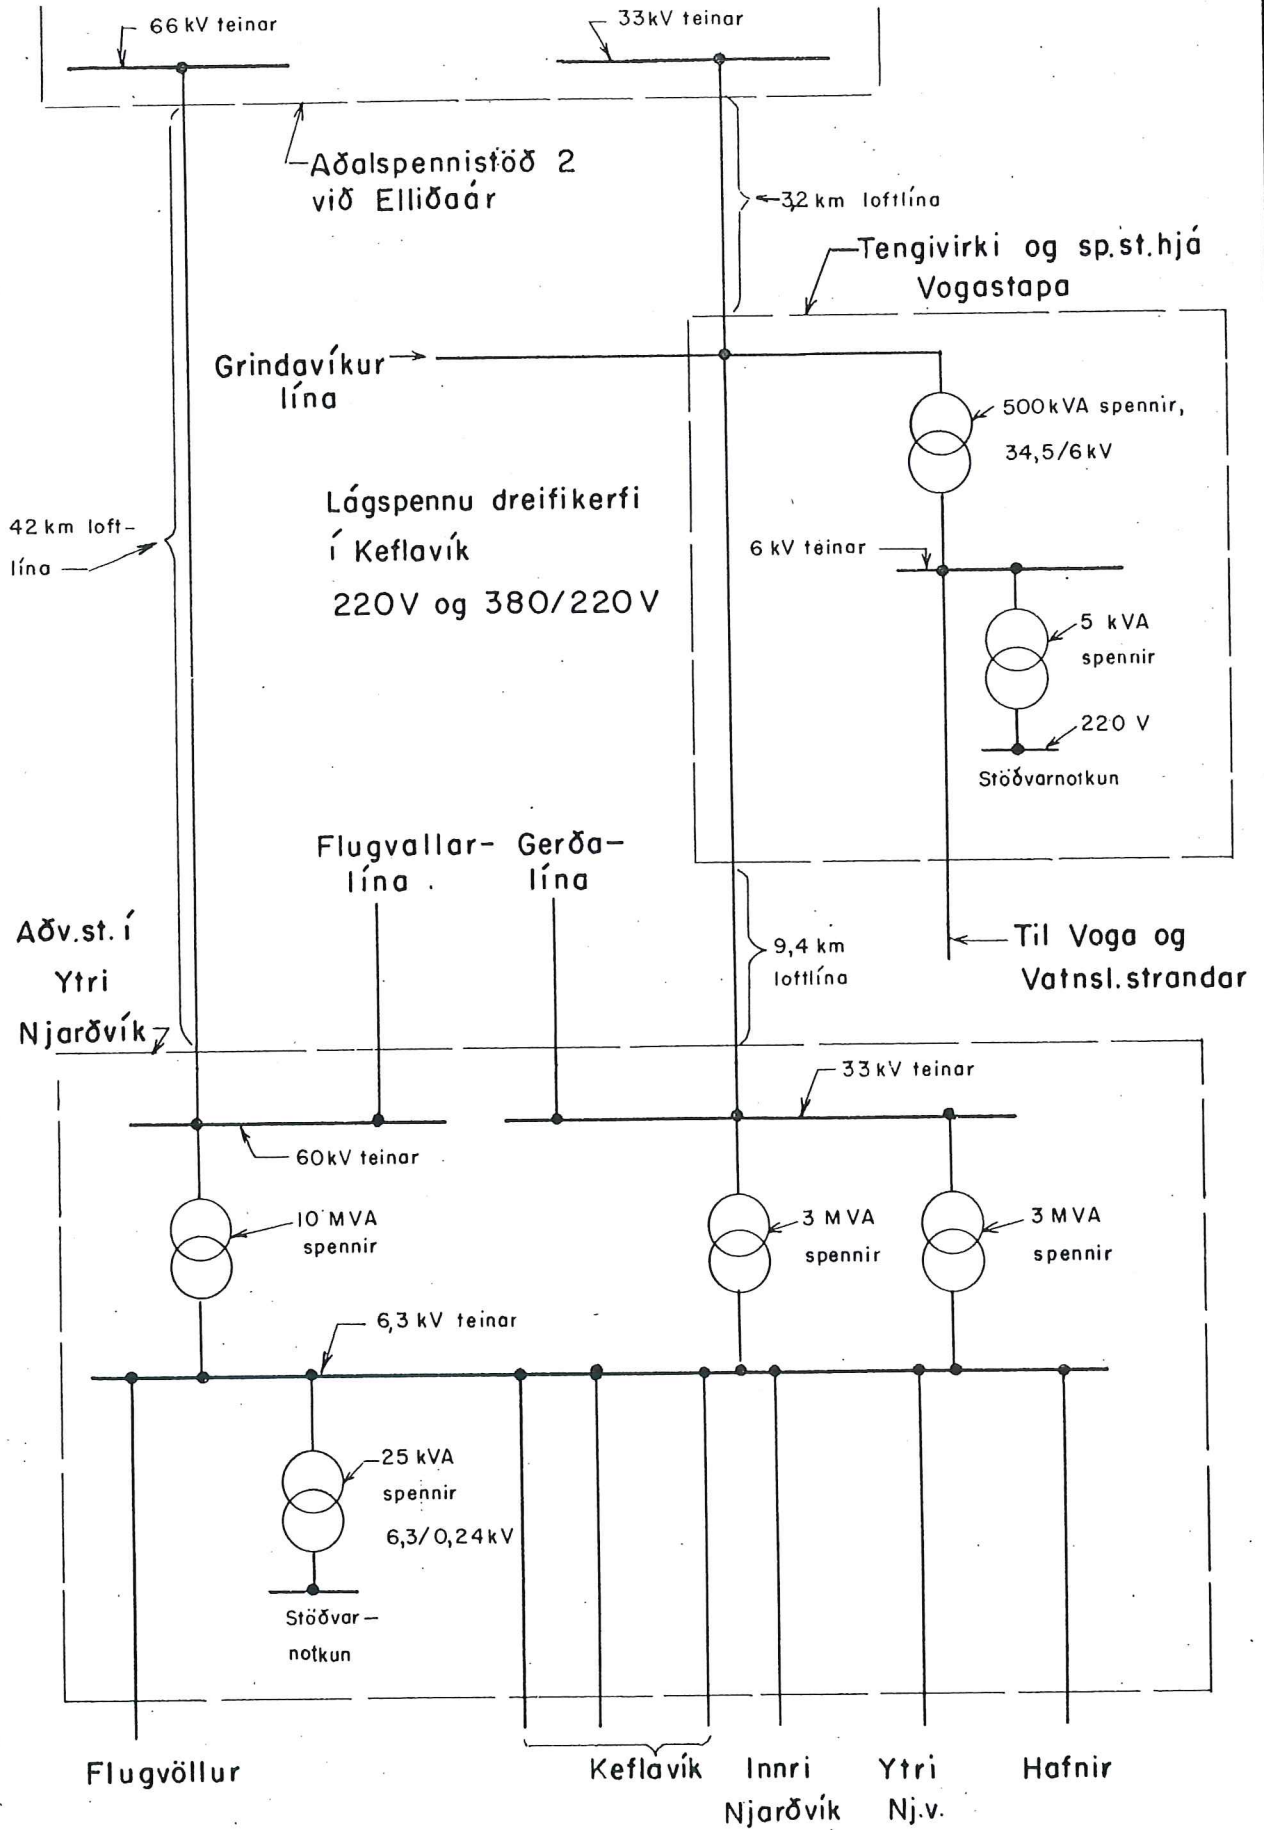 66 kV teinar
33kV teinar
Aðalspennistöð 2
við Elliðaár
32 km loftlína
Tengivirki og sp.st.hjá
Vogastapa
Grindavíkur
lína
500kVA spennir,
34,5/6 kV
Lágspennu dreifikerfi
í Keflavík
220V og 380/220V
42 km loft-
lína
6 kV teinar
5 kVA
spennir
220 V
Stöðvarnotkun
Flugvallar-
lína
Gerða-
lína
Aðv.st. í
Ytri
Njarðvík
9,4 km
loftlína
Til Voga og
Vatnsl.strandar
33 kV teinar
60kV teinar
10 MVA
spennir
3 MVA
spennir
3 MVA
spennir
6,3 kV teinar
25 kVA
spennir
6,3/0,24kV
Stöðvar-
notkun
Flugvöllur
Keflavík
Innri
Njarðvík
Ytri
Nj.v.
Hafnir